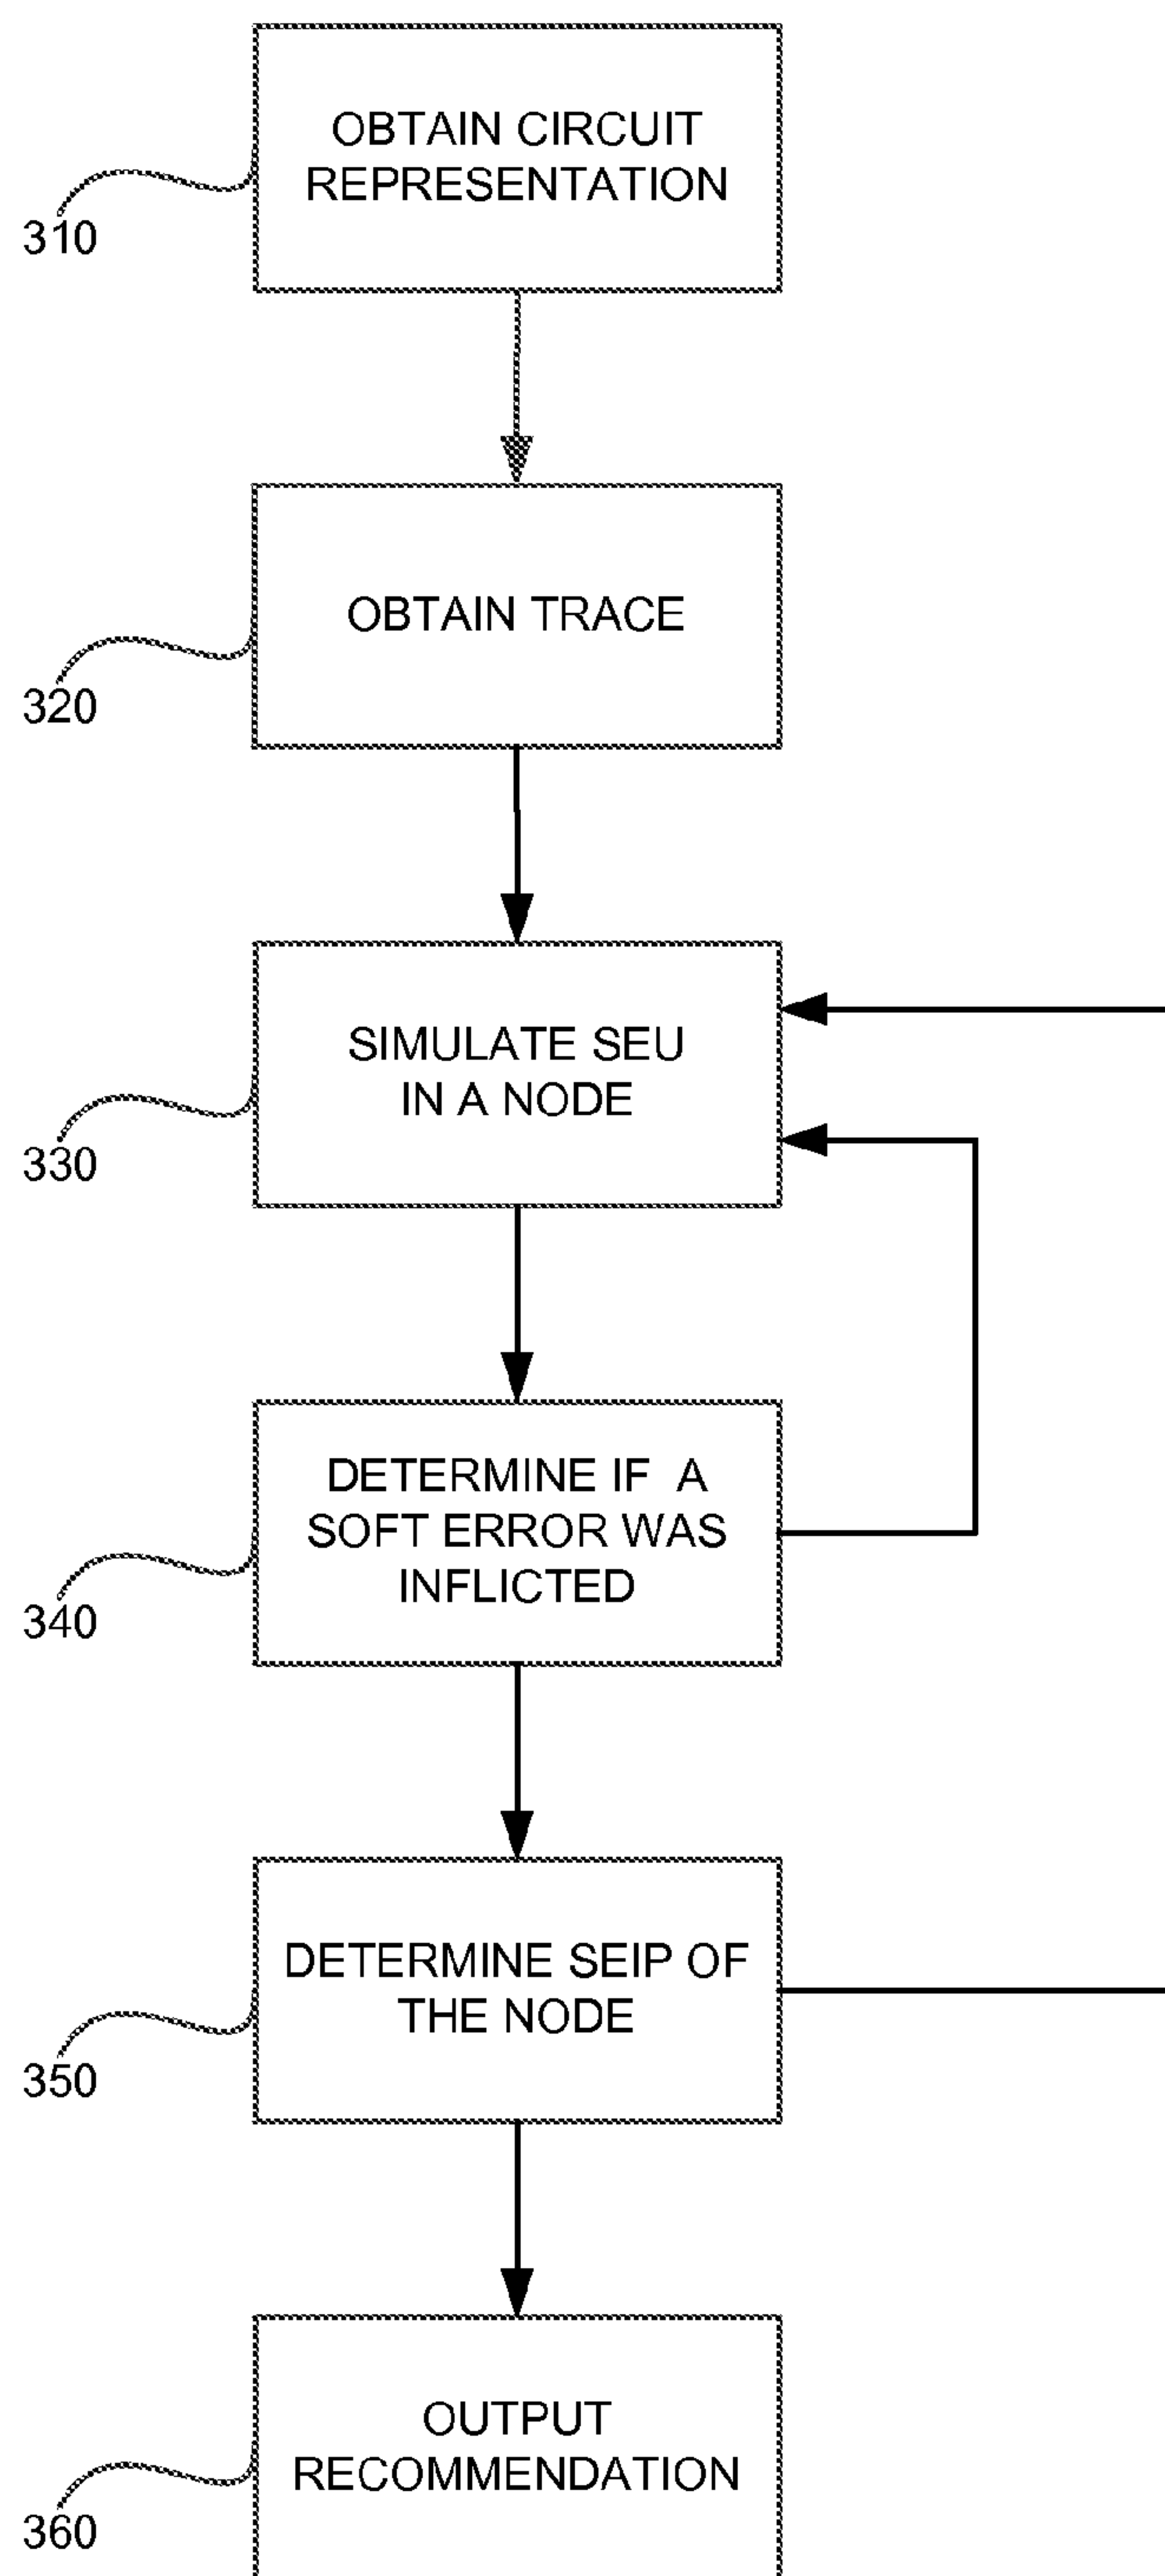 OBTAIN CIRCUIT
REPRESENTATION
310
OBTAIN TRACE
320
SIMULATE SEU
IN A NODE
330
DETERMINE IF A
SOFT ERROR WAS
INFLICTED
340
DETERMINE SEIP OF
THE NODE
350
OUTPUT
RECOMMENDATION
360